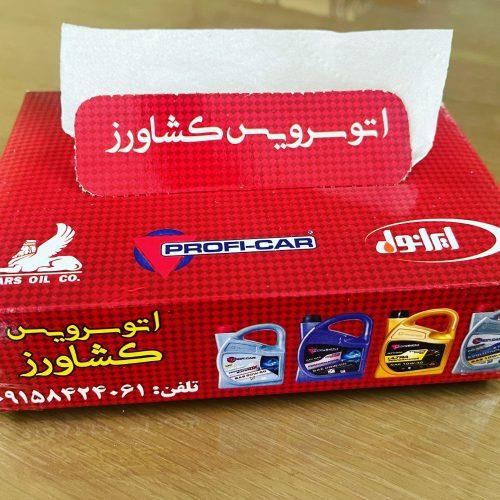 اتوسرویس کشاورز
PROFI-CAR
ایرانول
ARS OIL CO.
اتوسرویس
کشاورز
تلفن: ۰۹۱۵۸۴۲۴۰۶۱